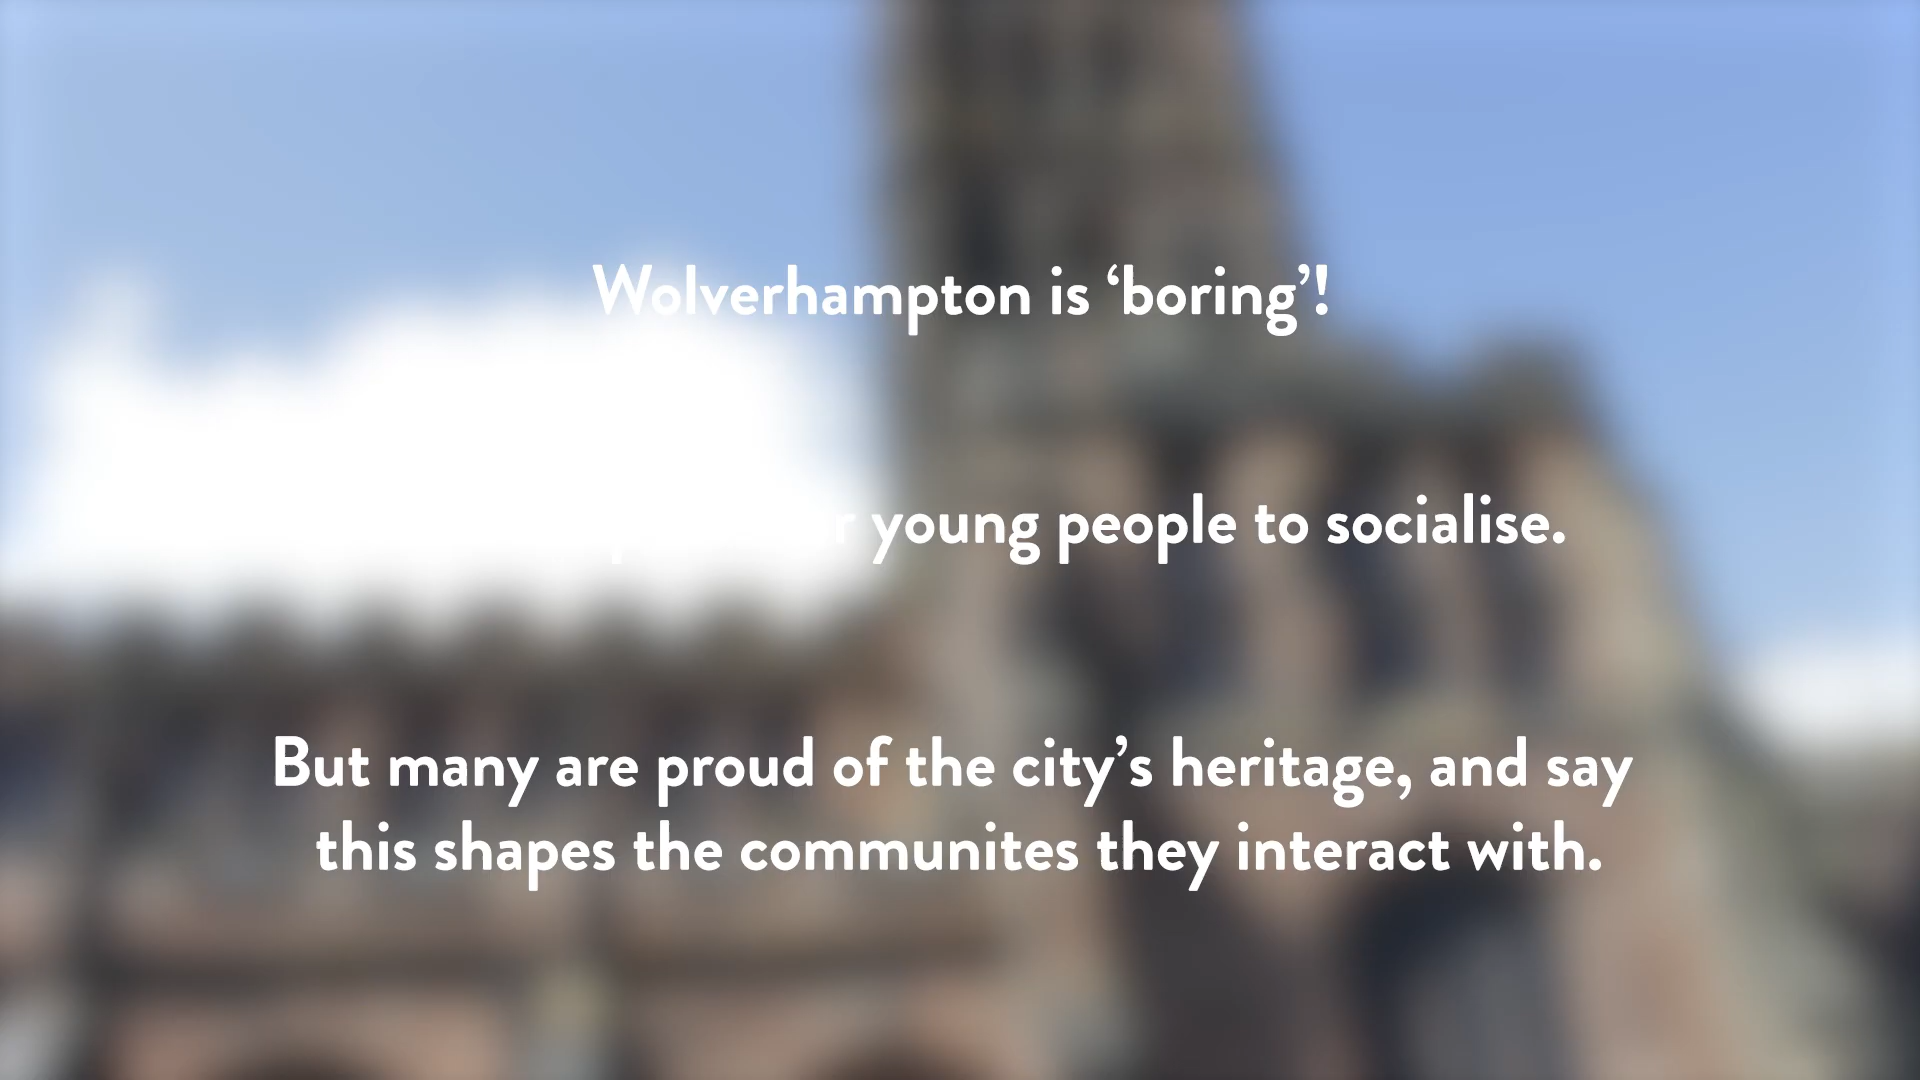 Wolverhampton is ‘boring’!
young people to socialise.
But many are proud of the city’s heritage, and say
this shapes the communites they interact with.